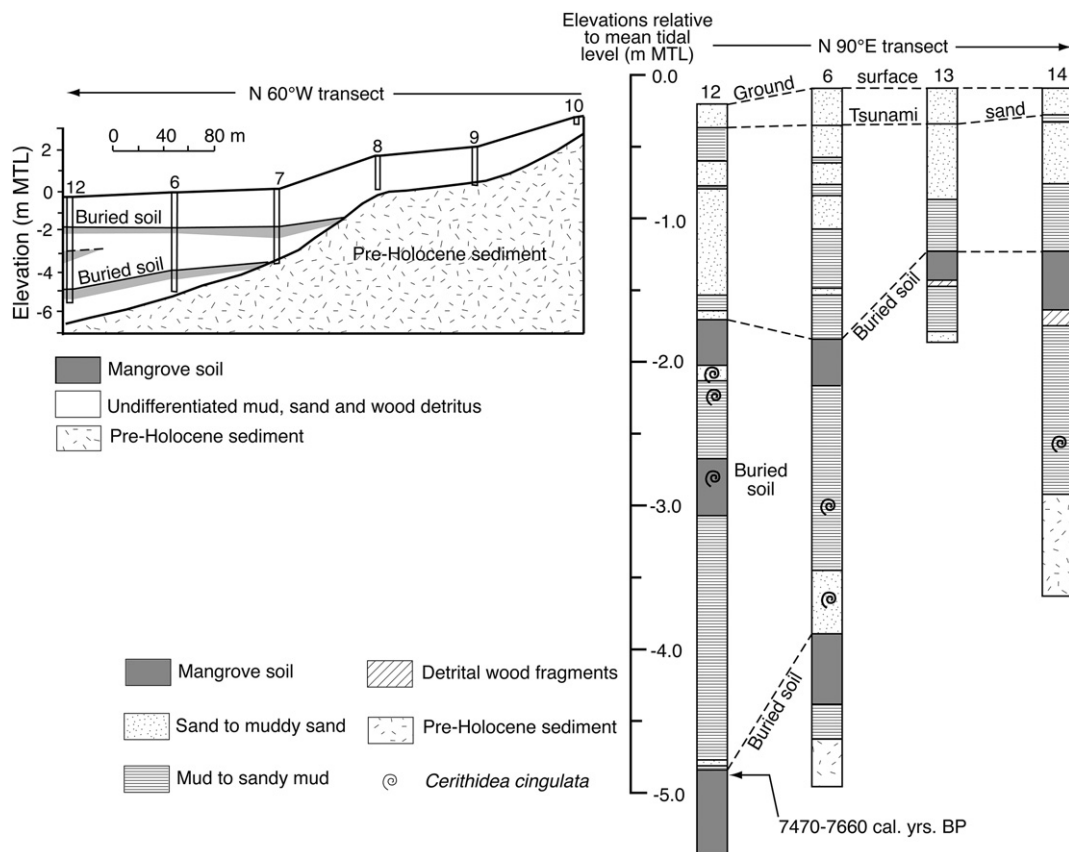 Elevations relative
to mean tidal
level (m MTL)
N 90°E transect
N 60°W transect
0 40 80 m
2
0
-2
-4
-6
Elevation (m MTL)
12
6
7
8
9
10
Buried soil
Buried soil
Pre-Holocene sediment
Mangrove soil
Undifferentiated mud, sand and wood detritus
Pre-Holocene sediment
0.0
-1.0
-2.0
-3.0
-4.0
-5.0
12
6
13
14
Ground surface
Tsunami sand
Buried soil
Buried
soil
Buried soil
7470-7660 cal. yrs. BP
Mangrove soil
Sand to muddy sand
Mud to sandy mud
Detrital wood fragments
Pre-Holocene sediment
Cerithidea cingulata